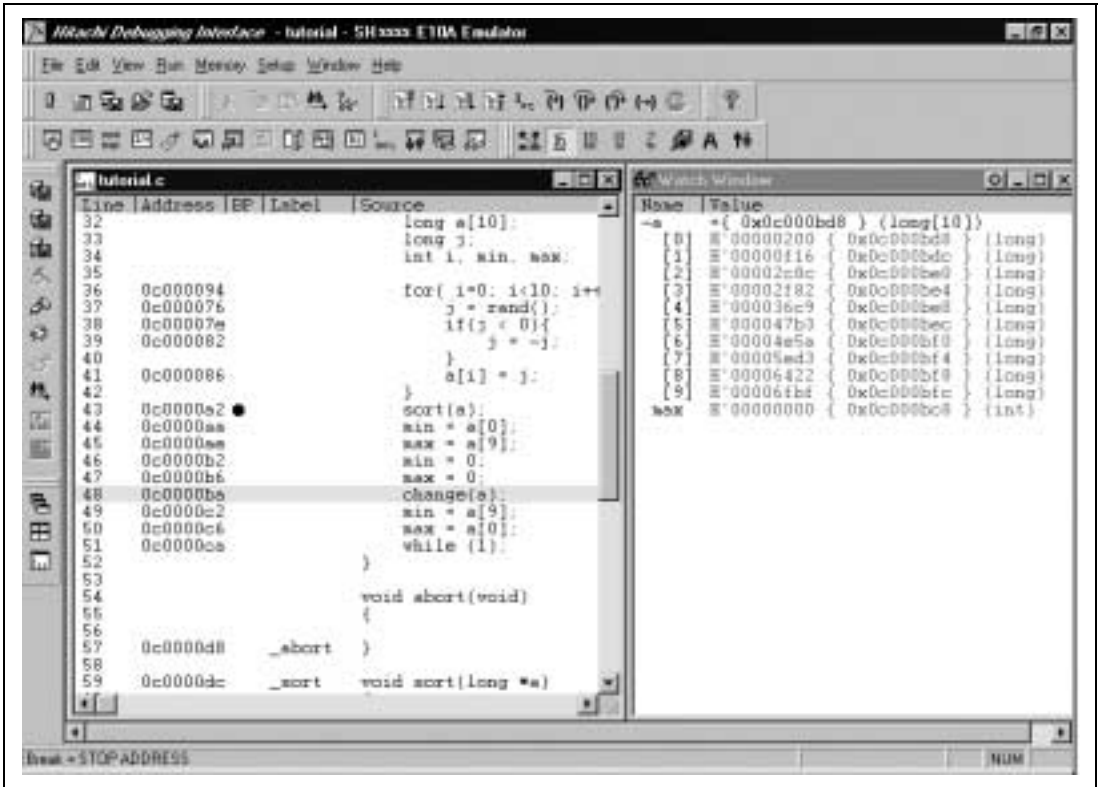 Hitachi Debugging Interface - tutorial - SHxxxx E10A Emulator
File Edit View Run Memory Setup Window Help
tutorial.c
Line Address BP Label Source
32 long a[10];
33 long j;
34 int i, min, max;
35
36 0c000094 for( i=0; i<10; i++
37 0c000076 j = rand();
38 0c00007e if(j < 0){
39 0c000082 j = -j;
40 }
41 0c000086 a[i] = j;
42 }
43 0c0000a2 ● sort(a);
44 0c0000aa min = a[0];
45 0c0000ae max = a[9];
46 0c0000b2 min = 0;
47 0c0000b6 max = 0;
48 0c0000ba change(a);
49 0c0000c2 min = a[9];
50 0c0000c6 max = a[0];
51 0c0000ca while (1);
52 }
53
54 void abort(void)
55 {
56
57 0c0000d8 _abort }
58
59 0c0000dc _sort void sort(long *a)
Watch Window
Name Value
-a ={ 0x0c000bd8 } (long[10])
[0] H'00000200 { 0x0c000bd8 } (long)
[1] H'00000f16 { 0x0c000bdc } (long)
[2] H'00002c0c { 0x0c000be0 } (long)
[3] H'00002f82 { 0x0c000be4 } (long)
[4] H'000036c9 { 0x0c000be8 } (long)
[5] H'000047b3 { 0x0c000bec } (long)
[6] H'00004e5a { 0x0c000bf0 } (long)
[7] H'00005ed3 { 0x0c000bf4 } (long)
[8] H'00006422 { 0x0c000bf8 } (long)
[9] H'00006fbf { 0x0c000bfc } (long)
max H'00000000 { 0x0c000bc8 } (int)
Break = STOP ADDRESS
NUM